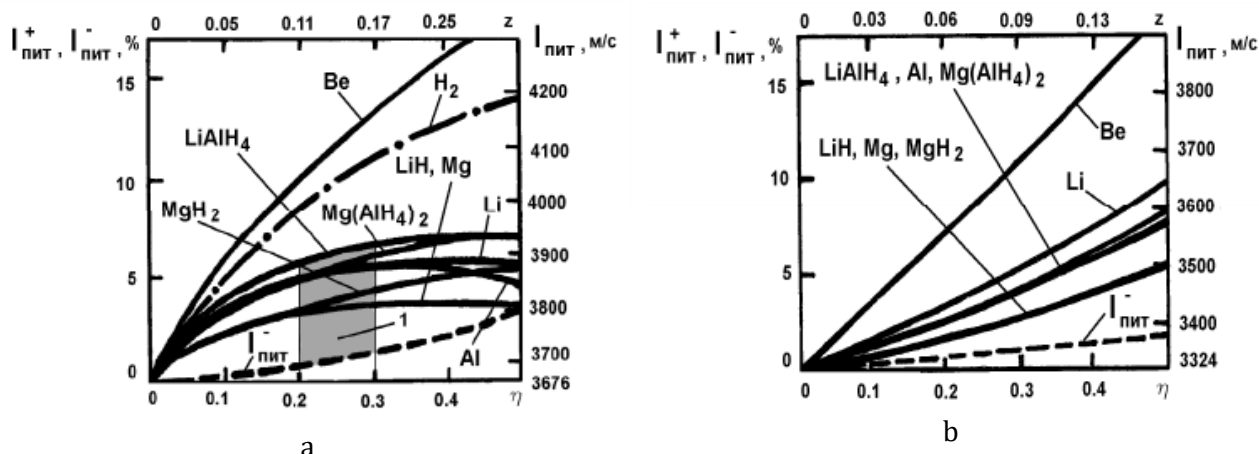 0 0.05 0.11 0.17 0.25 z
I⁺пит , I⁻пит , %
Iпит , м/с
15
10
5
0
4200
4100
4000
3900
3800
3700
3676
Be
H₂
LiAlH₄
LiH, Mg
MgH₂
Mg(AlH₄)₂
Li
1
I⁻пит
Al
0 0.1 0.2 0.3 0.4 η
a
0 0.03 0.06 0.09 0.13 z
I⁺пит , I⁻пит , %
Iпит , м/с
15
10
5
0
3800
3700
3600
3500
3400
3324
LiAlH₄ , Al, Mg(AlH₄)₂
Be
LiH, Mg, MgH₂
Li
I⁻пит
0 0.1 0.2 0.3 0.4 η
b